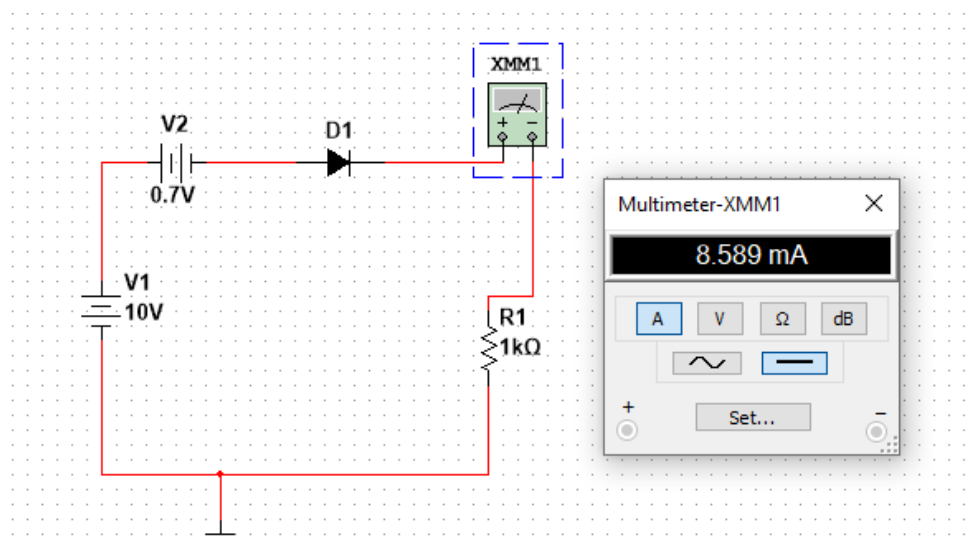 XMM1
V2
D1
0.7V
V1
10V
R1
1kΩ
Multimeter-XMM1
8.589 mA
A V Ω dB
+ −
Set...
+ −